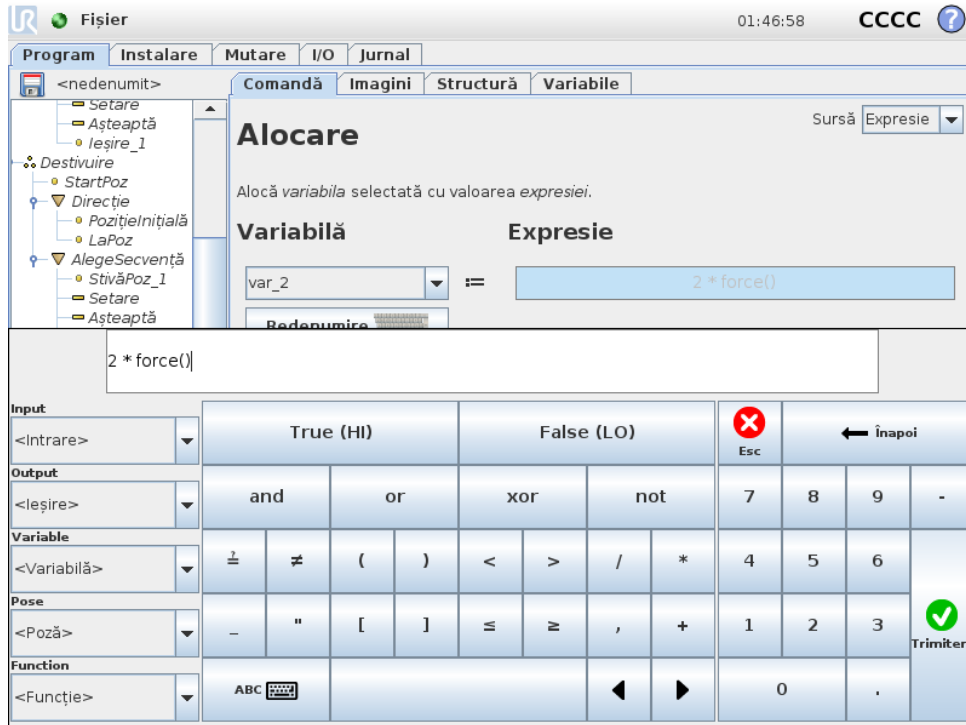 UR Fișier 01:46:58 CCCC ?
Program Instalare Mutare I/O Jurnal
<nedenumit> Comandă Imagini Structură Variabile
Setare
Așteaptă
Ieșire_1
Destivuire
StartPoz
Direcție
PozițieInițială
LaPoz
AlegeSecvență
StivăPoz_1
Setare
Așteaptă
Alocare
Sursă Expresie
Alocă variabila selectată cu valoarea expresiei.
Variabilă Expresie
var_2 := 2 * force()
Redenumire
2 * force()
Input
<Intrare> True (HI) False (LO) Esc Înapoi
Output
<Ieșire> and or xor not 7 8 9 -
Variable
<Variabilă> ≟ ≠ ( ) < > / * 4 5 6
Pose
<Poză> _ " [ ] ≤ ≥ , + 1 2 3 Trimiter
Function
<Funcție> ABC 0 .